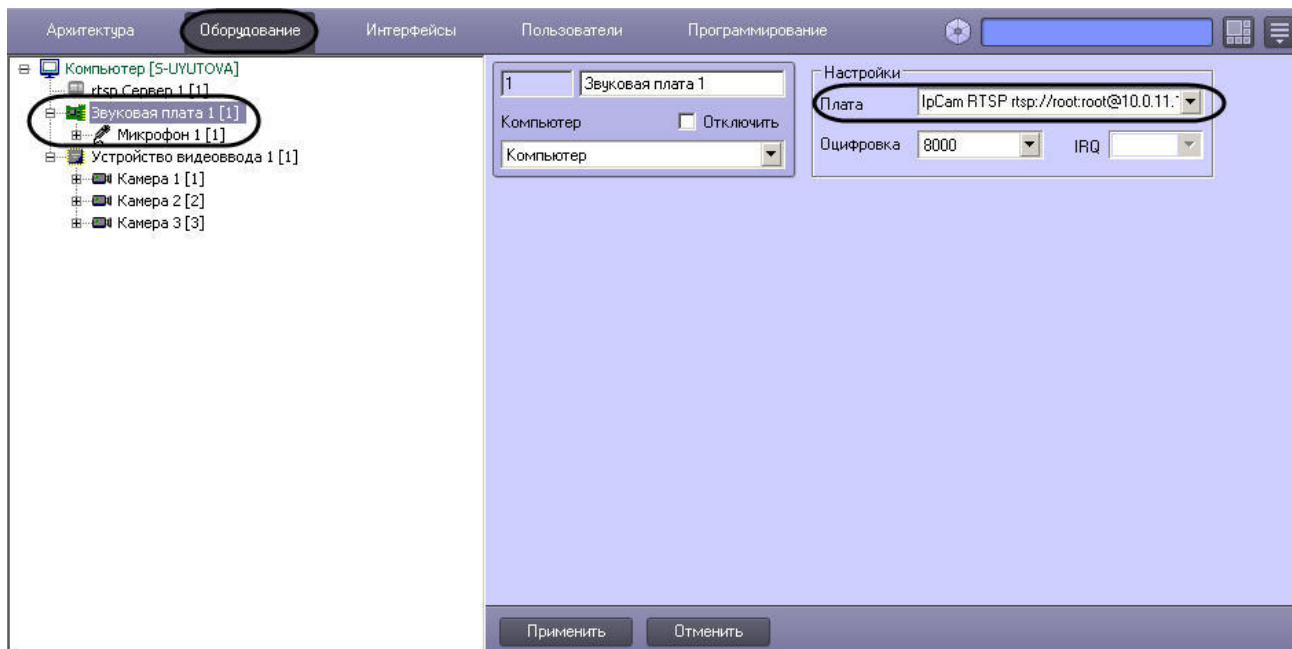 Архитектура Оборудование Интерфейсы Пользователи Программирование
Компьютер [S-UYUTOVA]
rtsp Сервер 1 [1]
Звуковая плата 1 [1]
Микрофон 1 [1]
Устройство видеоввода 1 [1]
Камера 1 [1]
Камера 2 [2]
Камера 3 [3]
1 Звуковая плата 1
Компьютер Отключить
Компьютер
Настройки
Плата IpCam RTSP rtsp://root:root@10.0.11.
Оцифровка 8000 IRQ
Применить Отменить